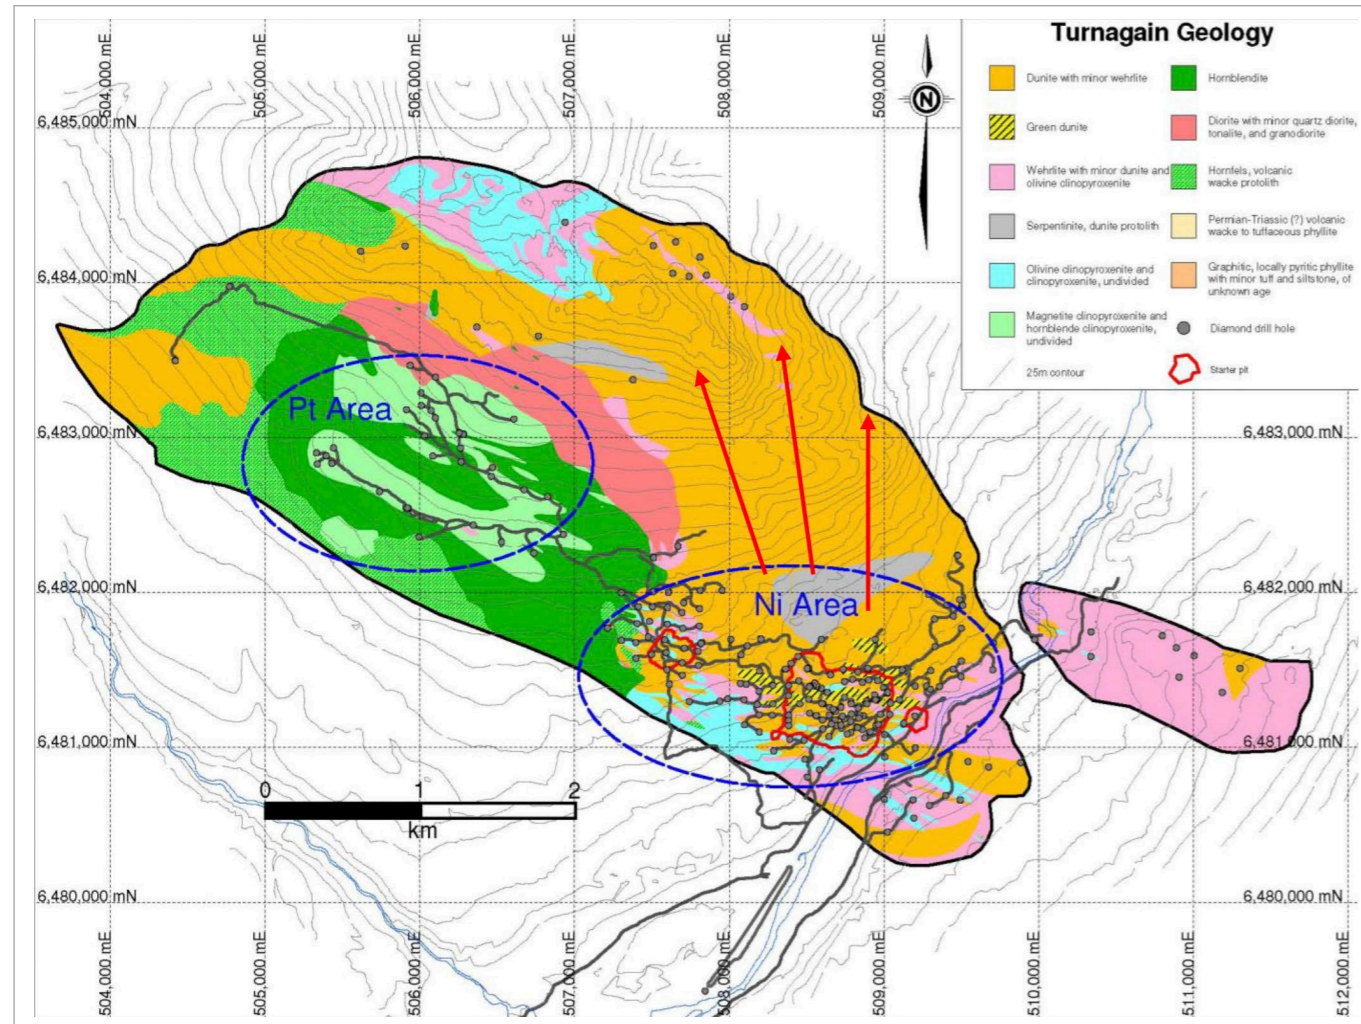 Turnagain Geology
Dunite with minor wehrlite
Green dunite
Wehrlite with minor dunite and
olivine clinopyroxenite
Serpentinite, dunite protolith
Olivine clinopyroxenite and
clinopyroxenite, undivided
Magnetite clinopyroxenite and
hornblende clinopyroxenite,
undivided
25m contour
Hornblendite
Diorite with minor quartz diorite,
tonalite, and granodiorite
Hornfels, volcanic
wacke protolith
Permian-Triassic (?) volcanic
wacke to tuffaceous phyllite
Graphitic, locally pyritic phyllite
with minor tuff and siltstone, of
unknown age
Diamond drill hole
Starter pit
N
504,000 mE
505,000 mE
506,000 mE
507,000 mE
508,000 mE
509,000 mE
6,485,000 mN
6,484,000 mN
6,483,000 mN
6,482,000 mN
6,481,000 mN
6,480,000 mN
Pt Area
Ni Area
6,483,000 mN
6,482,000 mN
6,481,000 mN
6,480,000 mN
0 1 2
km
504,000 mE
505,000 mE
506,000 mE
507,000 mE
508,000 mE
509,000 mE
510,000 mE
511,000 mE
512,000 mE